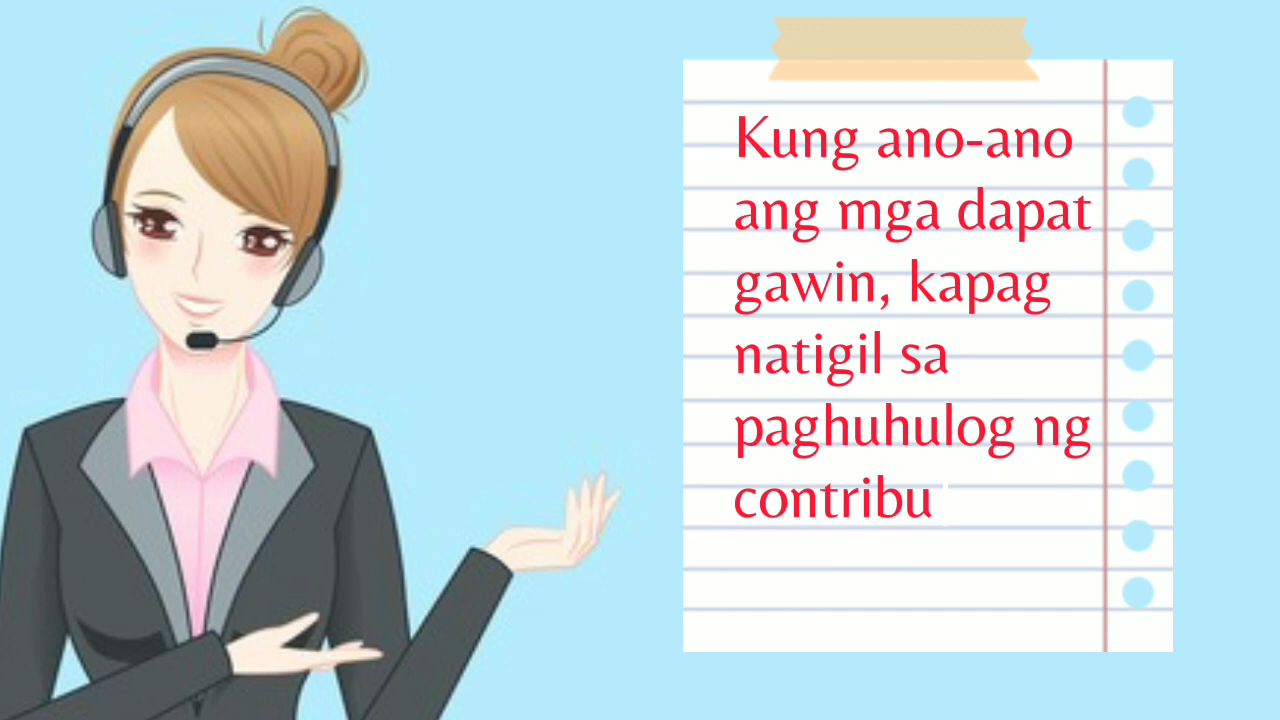 Kung ano-ano
ang mga dapat
gawin, kapag
natigil sa
paghuhulog ng
contribu